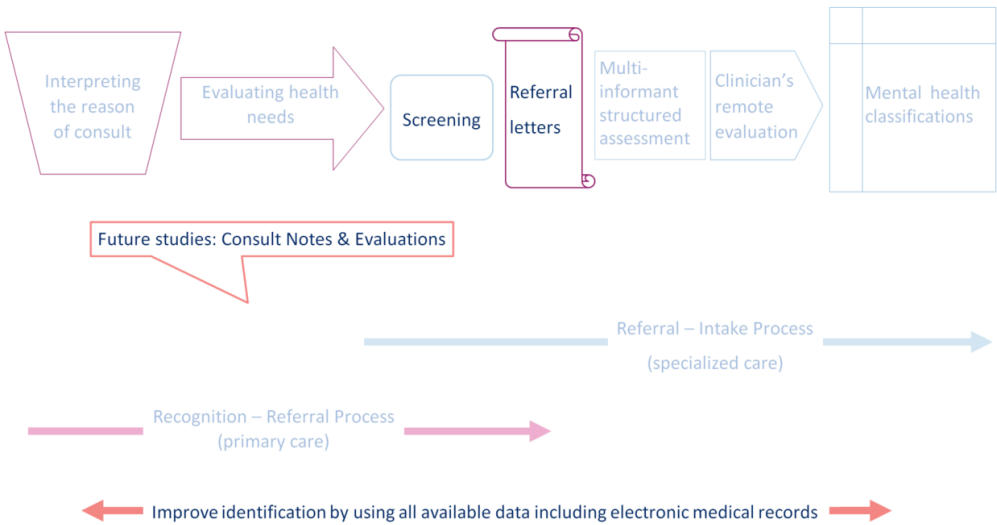 Interpreting
the reason
of consult
Evaluating health
needs
Screening
Referral
letters
Multi-
informant
structured
assessment
Clinician's
remote
evaluation
Mental health
classifications
Future studies: Consult Notes & Evaluations
Referral – Intake Process
(specialized care)
Recognition – Referral Process
(primary care)
Improve identification by using all available data including electronic medical records